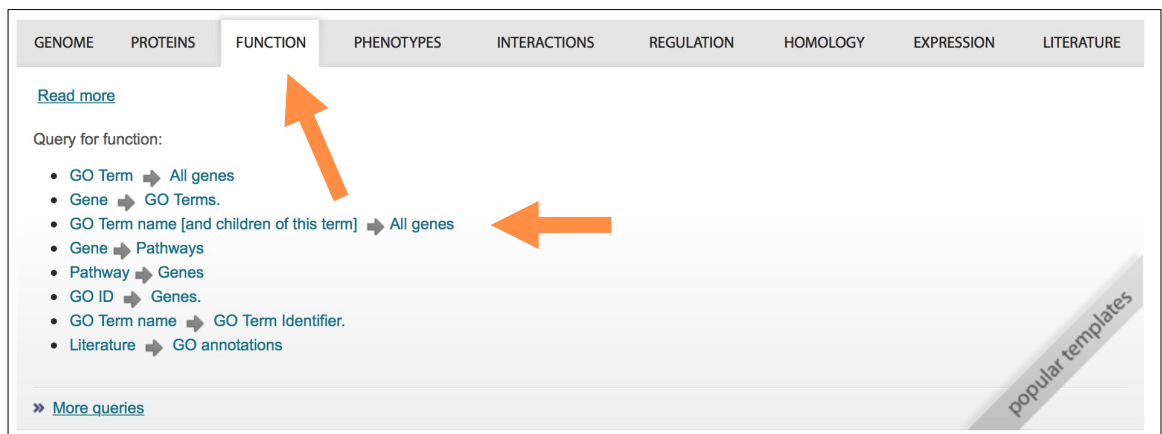 GENOME PROTEINS FUNCTION PHENOTYPES INTERACTIONS REGULATION HOMOLOGY EXPRESSION LITERATURE
Read more
Query for function:
GO Term All genes
Gene GO Terms.
GO Term name [and children of this term] All genes
Gene Pathways
Pathway Genes
GO ID Genes.
GO Term name GO Term Identifier.
Literature GO annotations
popular templates
» More queries